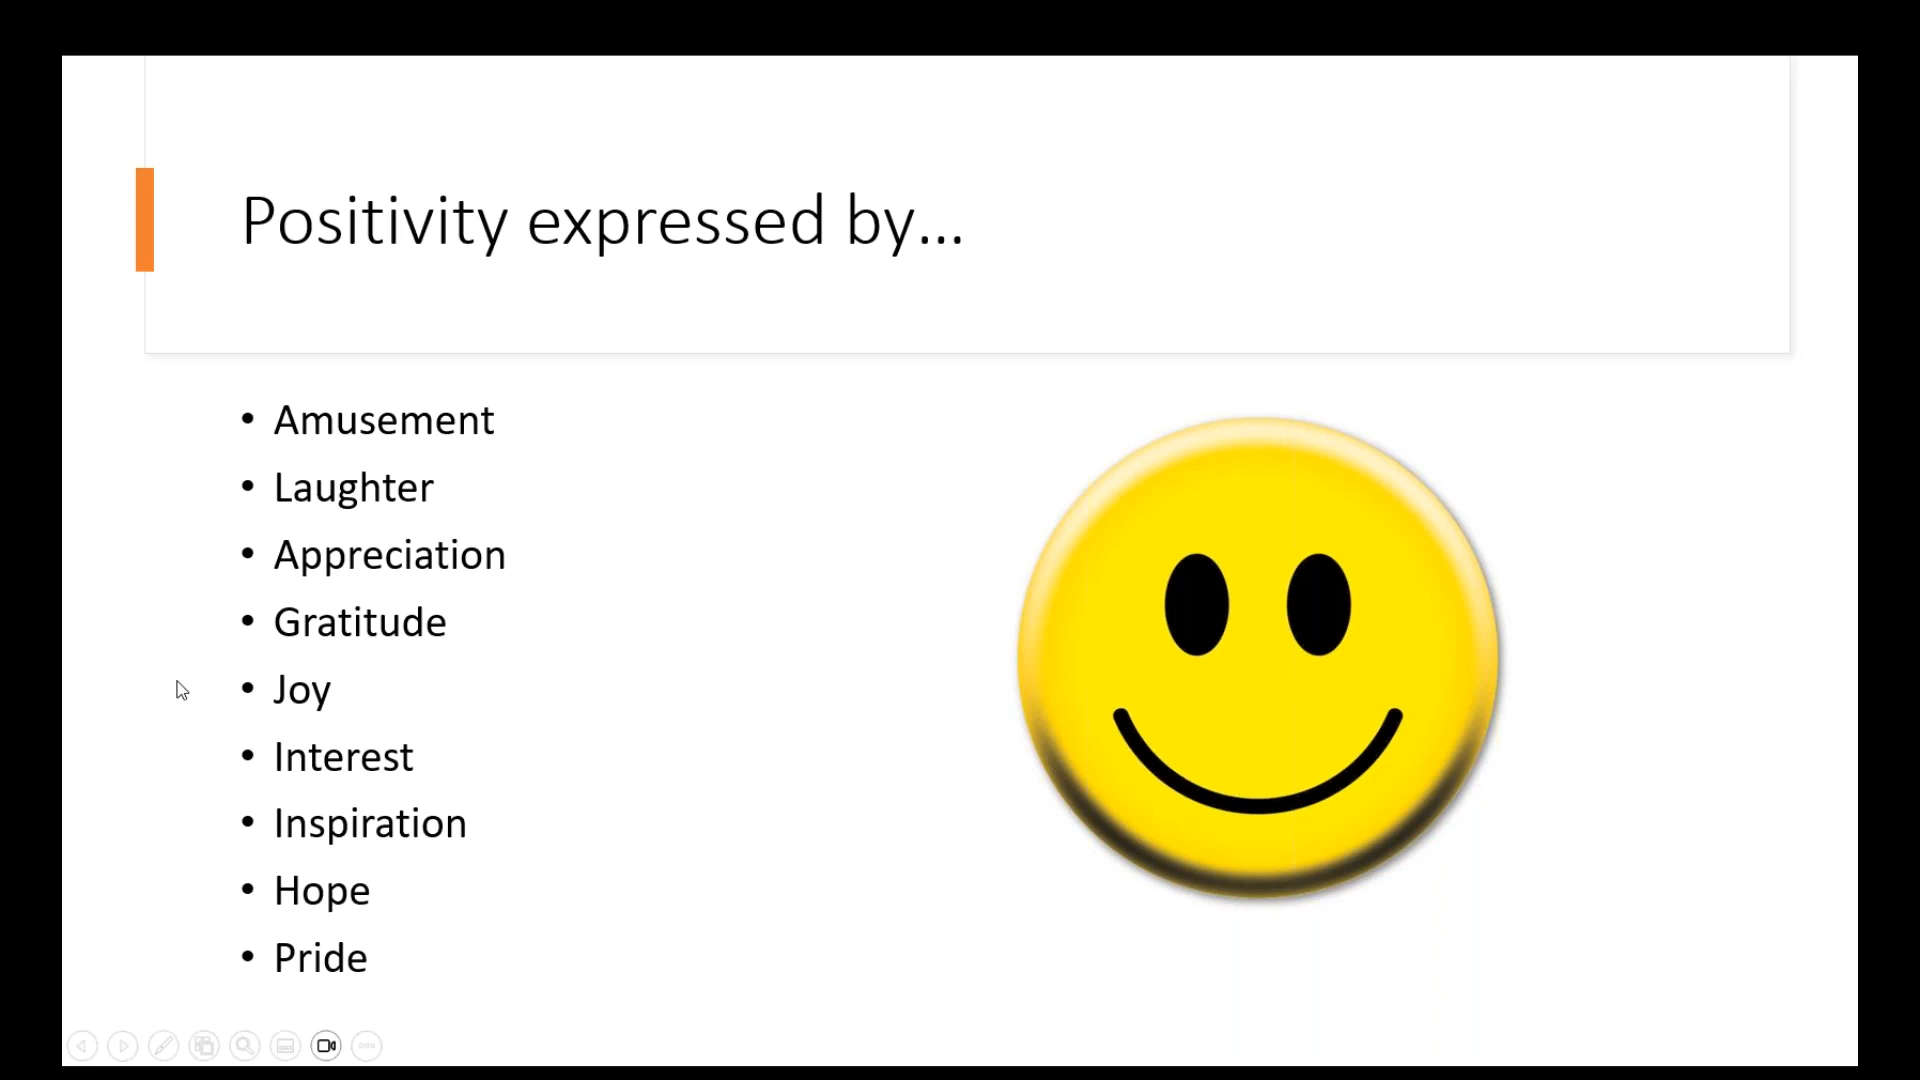 Positivity expressed by...
• Amusement
• Laughter
• Appreciation
• Gratitude
• Joy
• Interest
• Inspiration
• Hope
• Pride